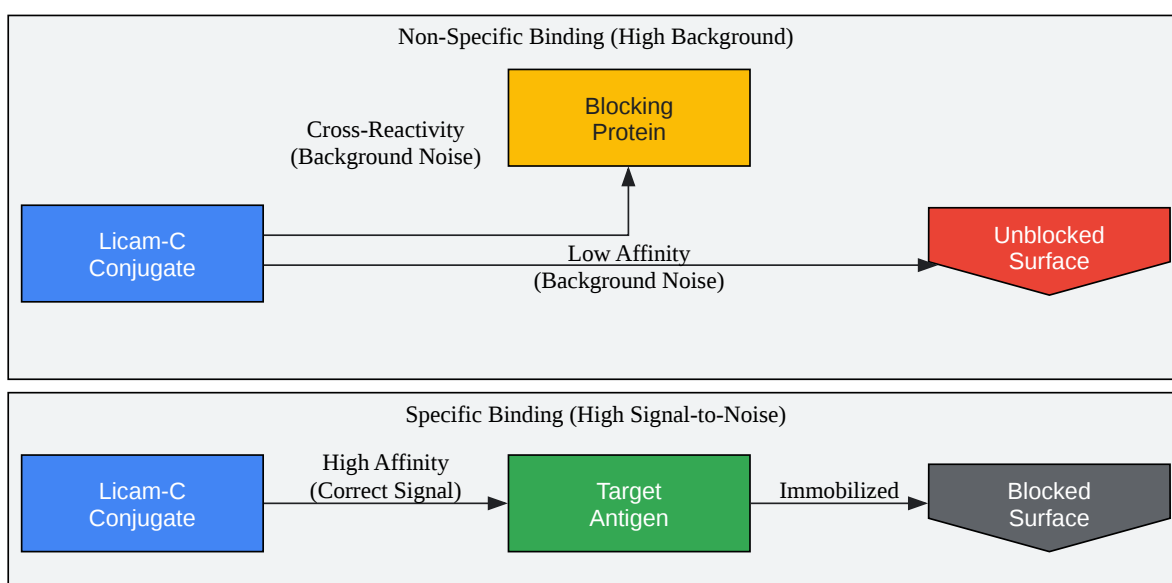 Non-Specific Binding (High Background)
Blocking
Protein
Cross-Reactivity
(Background Noise)
Licam-C
Conjugate
Low Affinity
(Background Noise)
Unblocked
Surface
Specific Binding (High Signal-to-Noise)
Licam-C
Conjugate
High Affinity
(Correct Signal)
Target
Antigen
Immobilized
Blocked
Surface